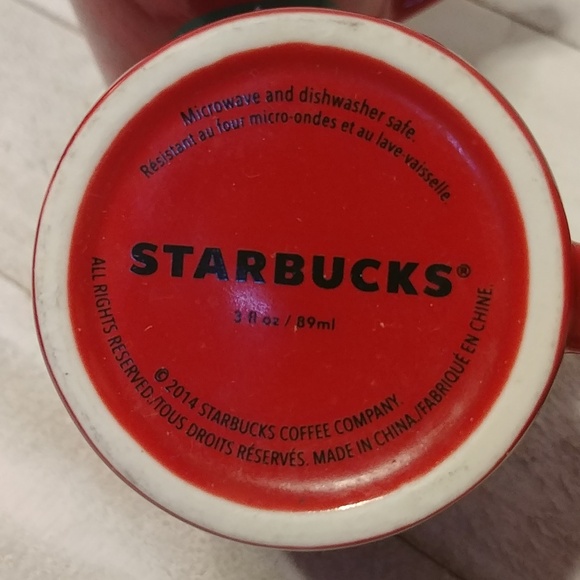 Microwave and dishwasher safe.
Résistant au four micro-ondes et au lave-vaisselle
STARBUCKS®
3 fl oz / 89ml
© 2014 STARBUCKS COFFEE COMPANY.
ALL RIGHTS RESERVED./TOUS DROITS RÉSERVÉS. MADE IN CHINA./FABRIQUÉ EN CHINE.